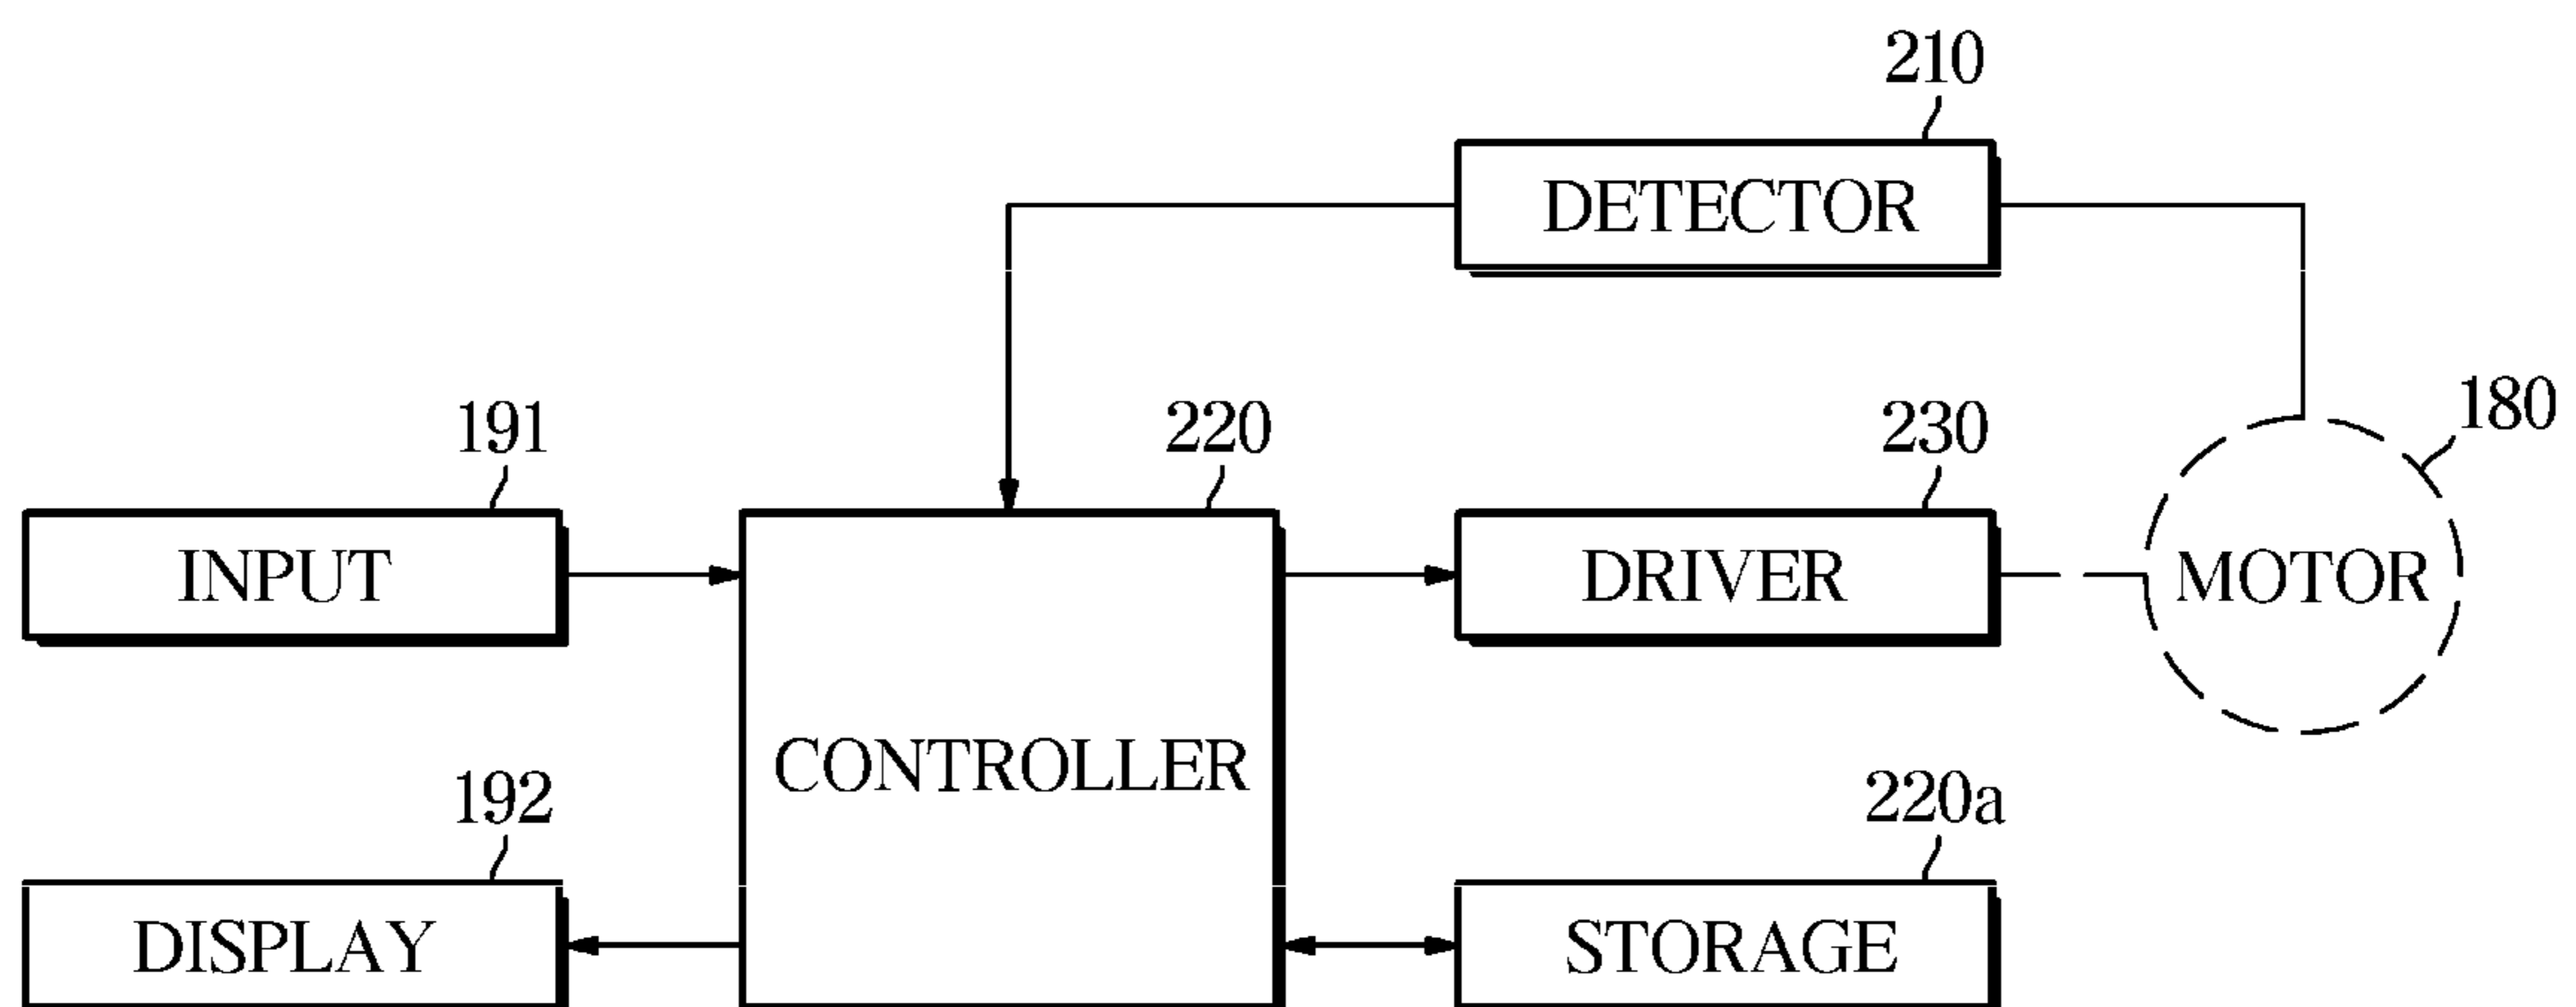 210
DETECTOR
191
220
230
180
INPUT
DRIVER
MOTOR
CONTROLLER
192
220a
DISPLAY
STORAGE